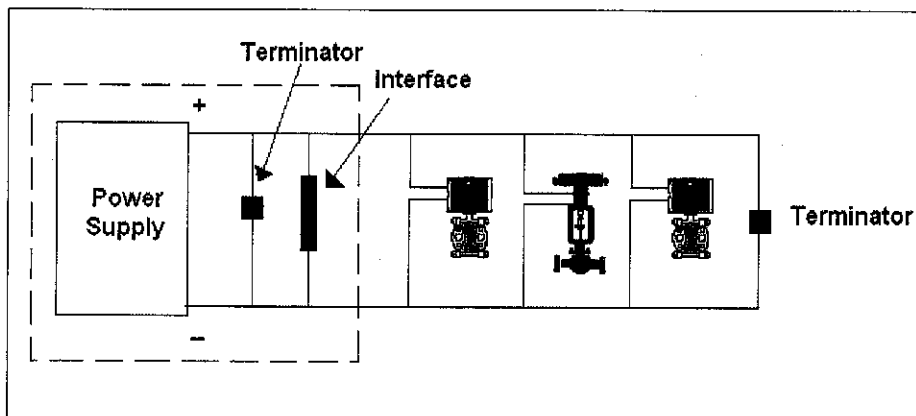 Terminator
Interface
+
Power
Supply
Terminator
–